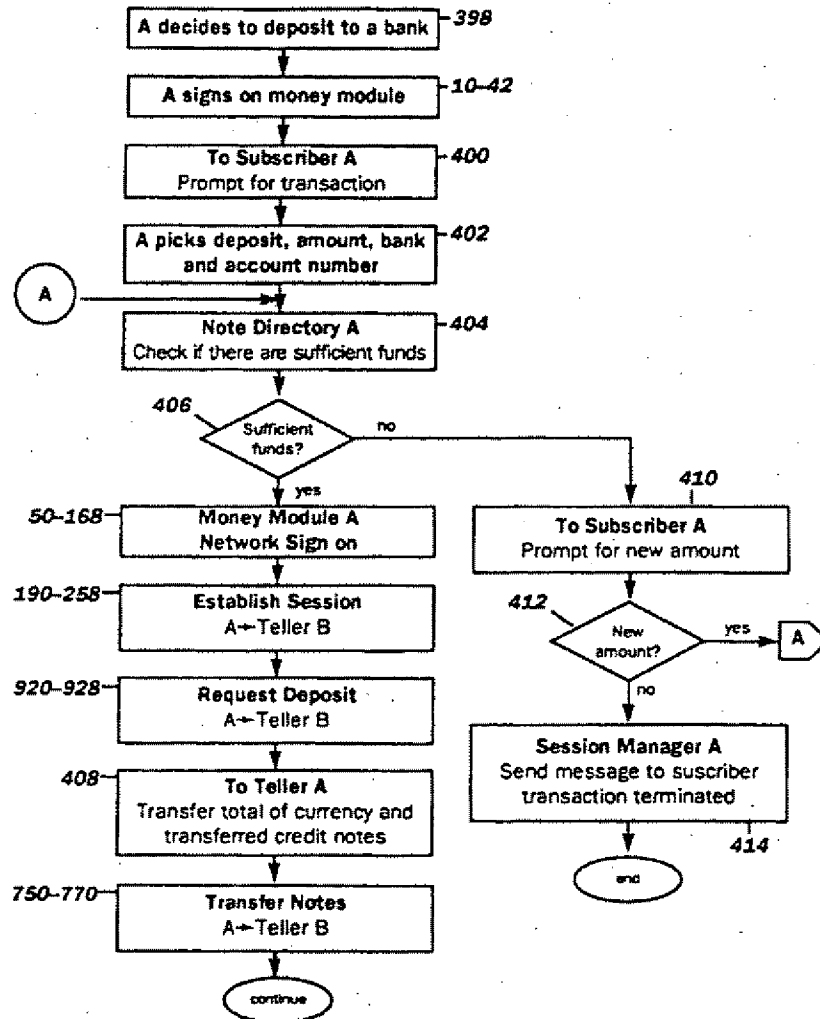 A decides to deposit to a bank
398
A signs on money module
10-42
To Subscriber A
Prompt for transaction
400
A picks deposit, amount, bank
and account number
402
A
Note Directory A
Check if there are sufficient funds
404
406
Sufficient
funds?
no
yes
50-168
Money Module A
Network Sign on
410
To Subscriber A
Prompt for new amount
190-258
Establish Session
A→Teller B
412
New
amount?
yes
A
no
920-928
Request Deposit
A→Teller B
Session Manager A
Send message to suscriber
transaction terminated
414
end
408
To Teller A
Transfer total of currency and
transferred credit notes
750-770
Transfer Notes
A→Teller B
continue